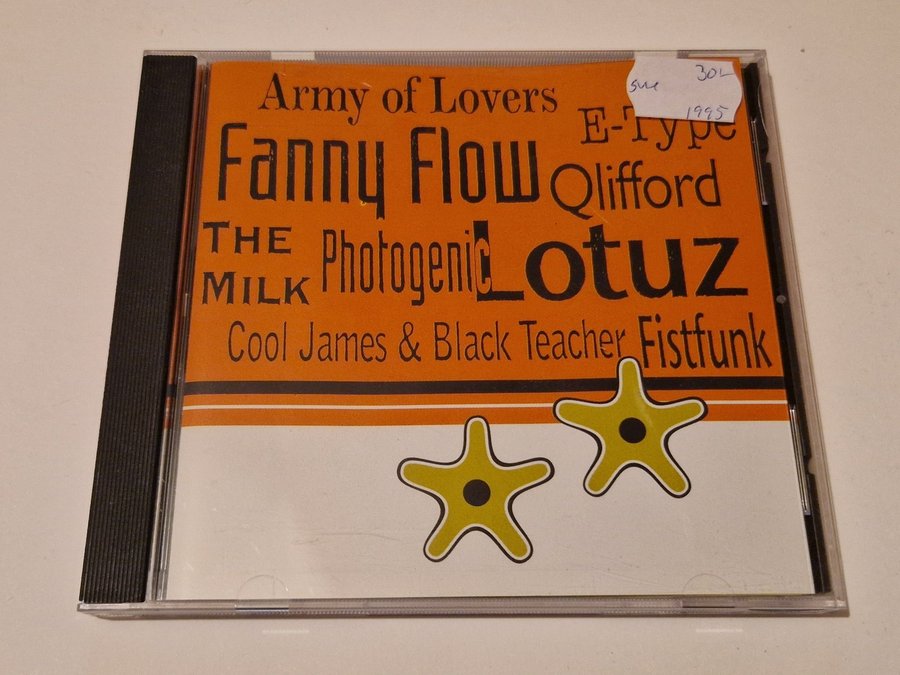 Army of Lovers
30:-
1995
E-Type
Fanny Flow
Qlifford
THE
MILK
Photogenic
Lotuz
Cool James & Black Teacher
Fistfunk